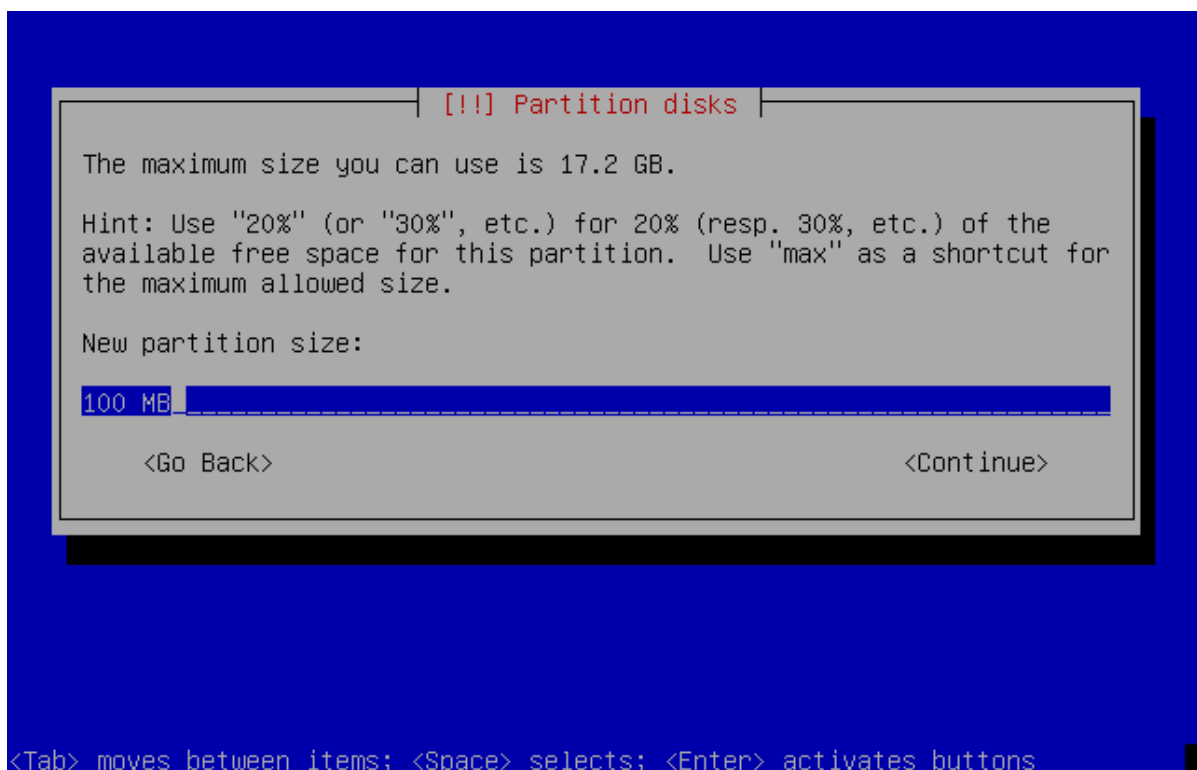 [!!] Partition disks
The maximum size you can use is 17.2 GB.
Hint: Use "20%" (or "30%", etc.) for 20% (resp. 30%, etc.) of the
available free space for this partition.  Use "max" as a shortcut for
the maximum allowed size.
New partition size:
100 MB
<Go Back> <Continue>
<Tab> moves between items; <Space> selects; <Enter> activates buttons